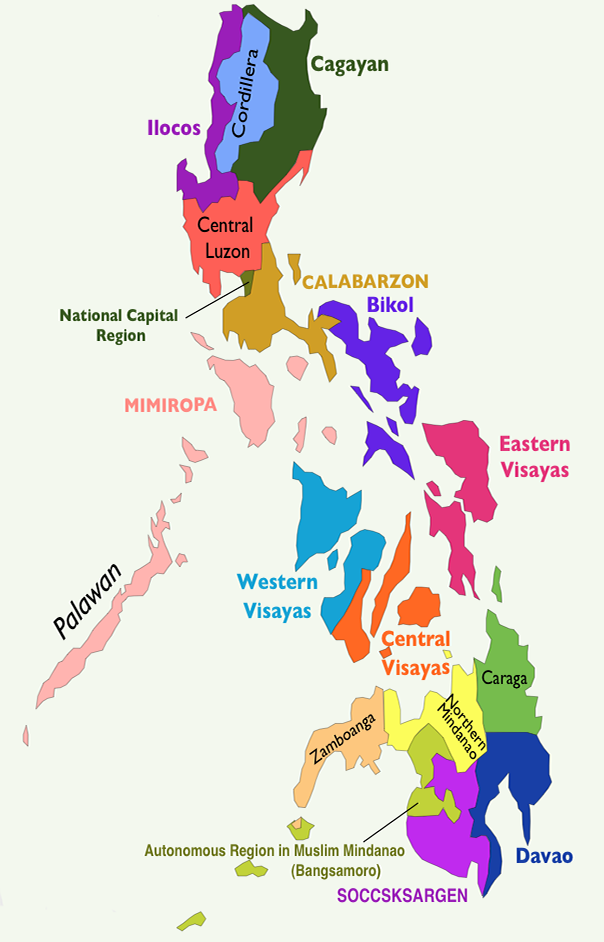 Cagayan
Cordillera
Ilocos
Central
Luzon
CALABARZON
Bikol
National Capital
Region
MIMIROPA
Eastern
Visayas
Palawan
Western
Visayas
Central
Visayas
Caraga
Northern
Mindanao
Zamboanga
Autonomous Region in Muslim Mindanao
(Bangsamoro)
Davao
SOCCSKSARGEN